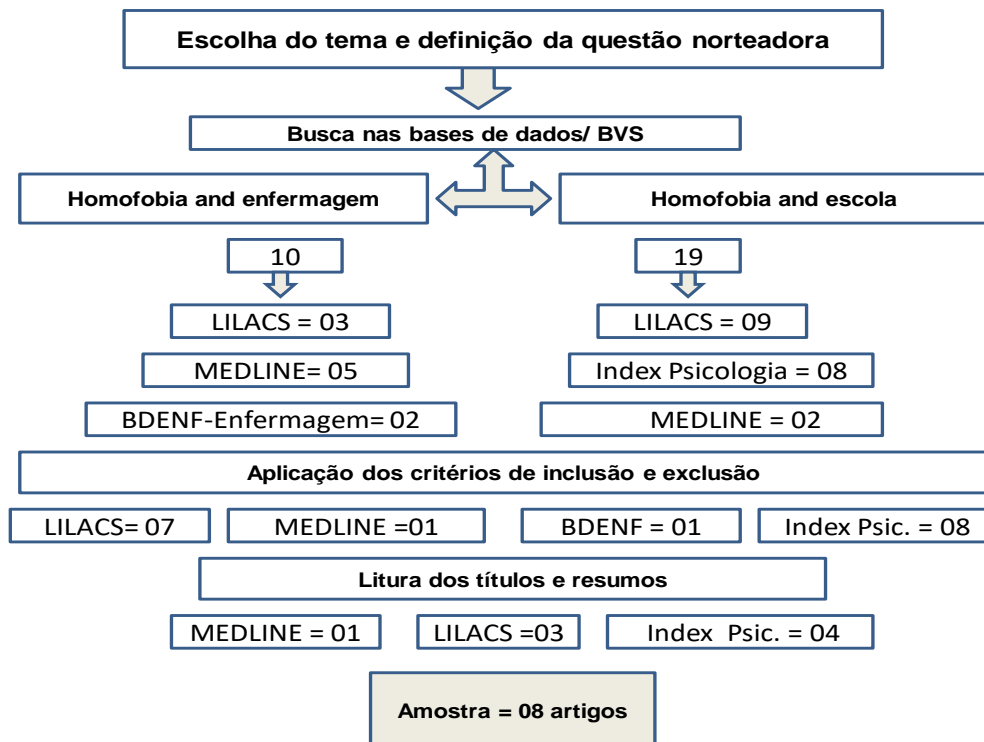 Escolha do tema e definição da questão norteadora
Busca nas bases de dados/ BVS
Homofobia and enfermagem
Homofobia and escola
10
19
LILACS = 03
LILACS = 09
MEDLINE= 05
Index Psicologia = 08
BDENF-Enfermagem= 02
MEDLINE = 02
Aplicação dos critérios de inclusão e exclusão
LILACS= 07
MEDLINE =01
BDENF = 01
Index Psic. = 08
Litura dos títulos e resumos
MEDLINE = 01
LILACS =03
Index Psic. = 04
Amostra = 08 artigos